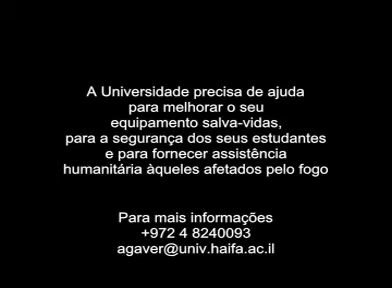 A Universidade precisa de ajuda
para melhorar o seu
equipamento salva-vidas,
para a segurança dos seus estudantes
e para fornecer assistência
humanitária àqueles afetados pelo fogo
Para mais informações
+972 4 8240093
agaver@univ.haifa.ac.il